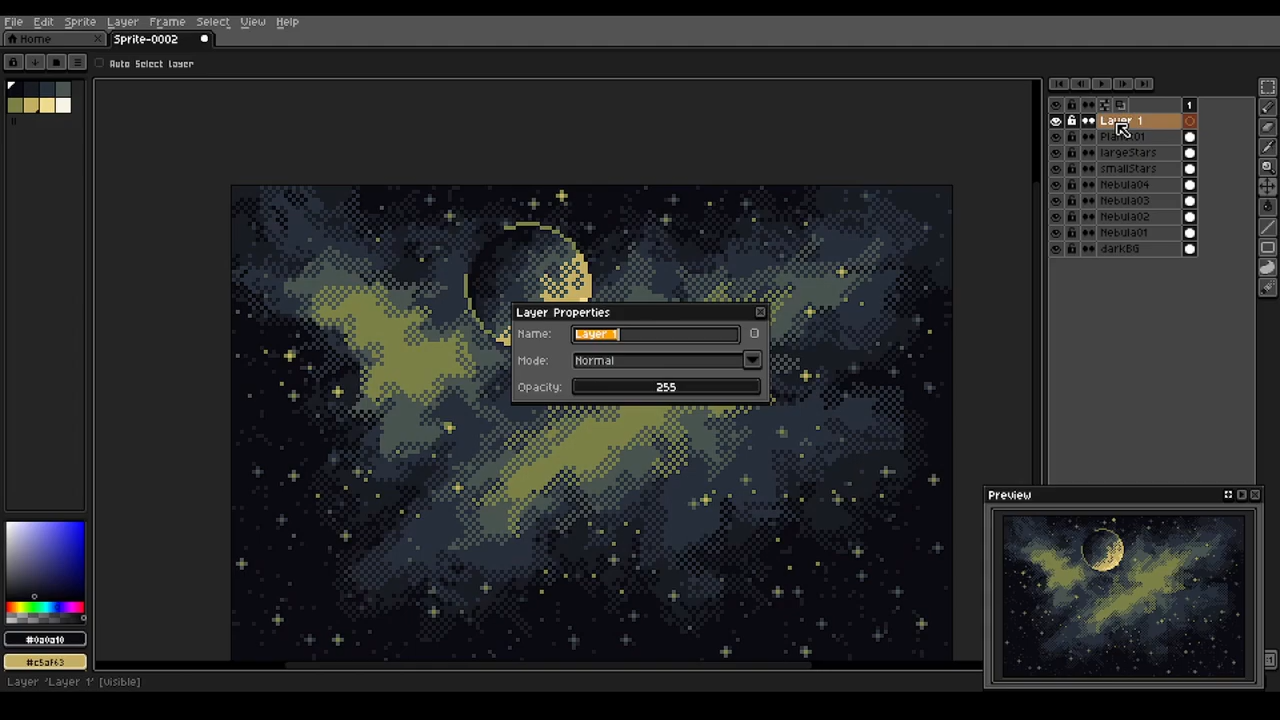 File Edit Sprite Layer Frame Select View Help
Home Sprite-0002
Auto Select layer
1
Layer 1
largeStars
smallStars
Nebula04
Nebula03
Nebula02
Nebula01
darkBG
Layer Properties
Name: Layer 1
Mode: Normal
Opacity: 255
Preview
#0a0a10
#c5af63
Layer 'Layer 1' [visible]